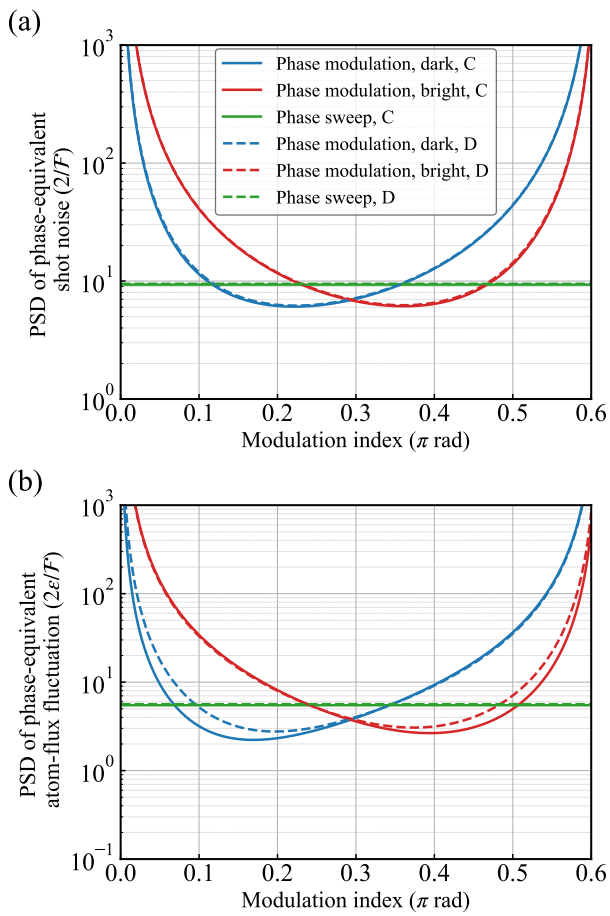 (a)
PSD of phase-equivalent
shot noise (2/𝓕)
10³
10²
10¹
10⁰
Phase modulation, dark, C
Phase modulation, bright, C
Phase sweep, C
Phase modulation, dark, D
Phase modulation, bright, D
Phase sweep, D
0.0 0.1 0.2 0.3 0.4 0.5 0.6
Modulation index (π rad)
(b)
PSD of phase-equivalent
atom-flux fluctuation (2ε/𝓕)
10³
10²
10¹
10⁰
10⁻¹
0.0 0.1 0.2 0.3 0.4 0.5 0.6
Modulation index (π rad)